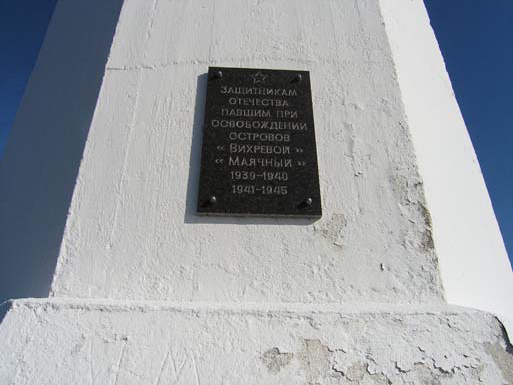 ЗАЩИТНИКАМ
ОТЕЧЕСТВА
ПАВШИМ ПРИ
ОСВОБОЖДЕНИИ
ОСТРОВОВ
« ВИХРЕВОЙ »
« МАЯЧНЫЙ »
1939-1940
1941-1945